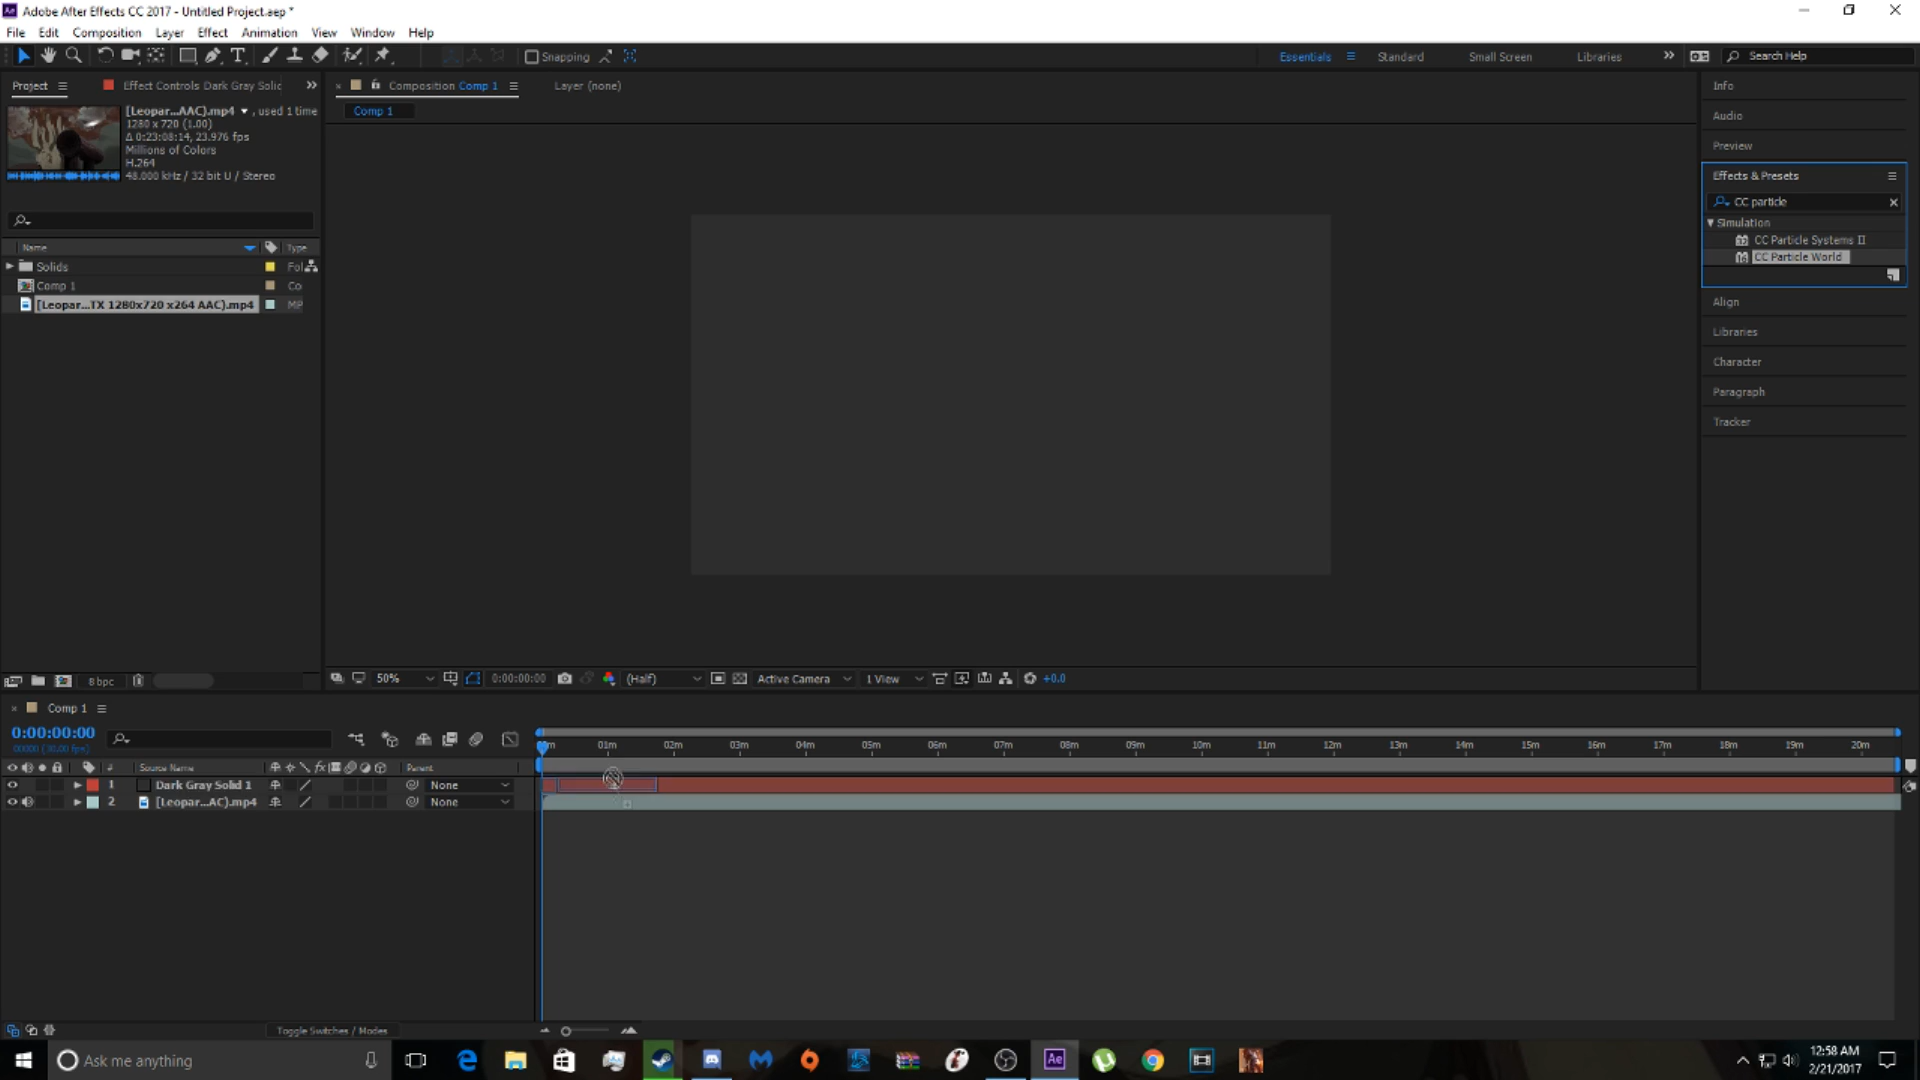 Adobe After Effects CC 2017 - Untitled Project.aep *
File Edit Composition Layer Effect Animation View Window Help
Snapping
Essentials Standard Small Screen Libraries
Search Help
Project
Effect Controls Dark Gray Solid
Composition Comp 1
Layer (none)
Info
[Leopar...AAC).mp4 , used 1 time
Comp 1
1280 x 720 (1.00)
Audio
Δ 0:23:08:14, 23.976 fps
Millions of Colors
Preview
H.264
48.000 kHz / 32 bit U / Stereo
Effects & Presets
CC particle
Simulation
CC Particle Systems II
Name Type
CC Particle World
Solids Fol
Comp 1 Co
[Leopar...TX 1280x720 x264 AAC).mp4 MP
Align
Libraries
Character
Paragraph
Tracker
8 bpc
50% 0:00:00:00 (Half) Active Camera 1 View +0.0
Comp 1
0:00:00:00
00000 (30.00 fps)
01m 02m 03m 04m 05m 06m 07m 08m 09m 10m 11m 12m 13m 14m 15m 16m 17m 18m 19m 20m
# Source Name Parent
1 Dark Gray Solid 1 None
2 [Leopar...AC).mp4 None
Toggle Switches / Modes
Ask me anything
12:58 AM
2/21/2017